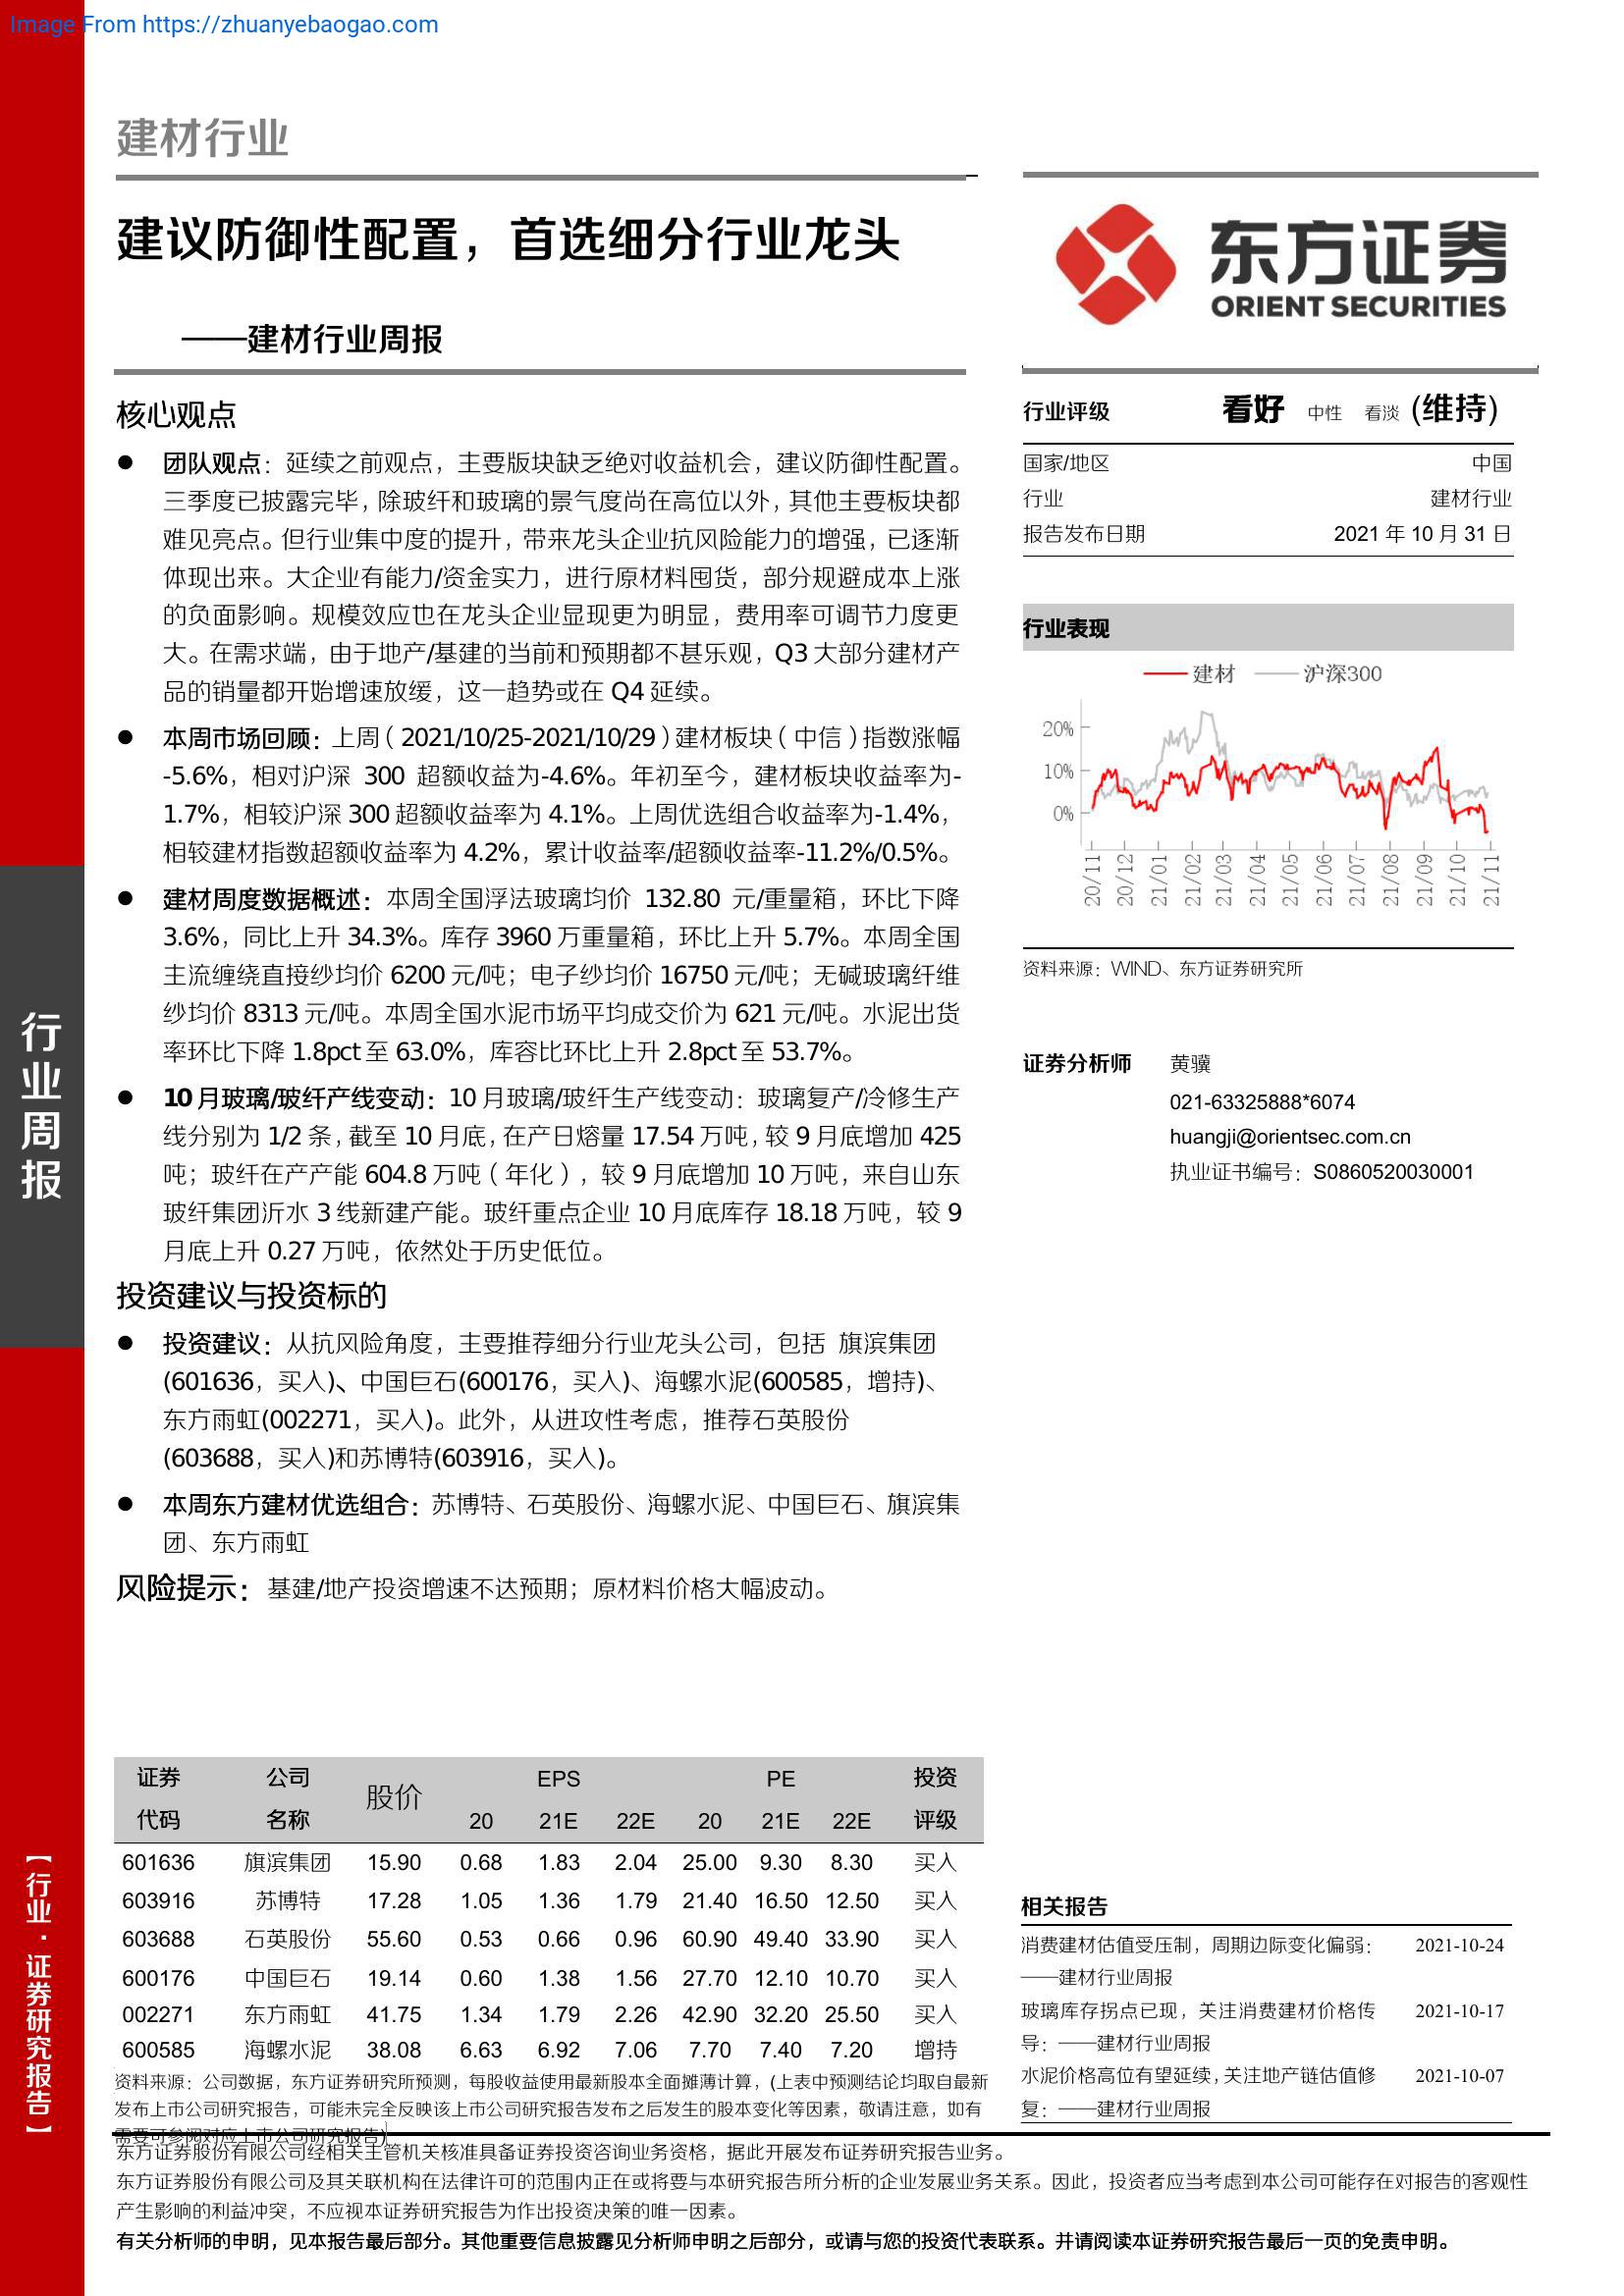 Image From https://zhuanyebaogao.com
建材行业
建议防御性配置，首选细分行业龙头
——建材行业周报
核心观点
● 团队观点：延续之前观点，主要版块缺乏绝对收益机会，建议防御性配置。
三季度已披露完毕，除玻纤和玻璃的景气度尚在高位以外，其他主要板块都
难见亮点。但行业集中度的提升，带来龙头企业抗风险能力的增强，已逐渐
体现出来。大企业有能力/资金实力，进行原材料囤货，部分规避成本上涨
的负面影响。规模效应也在龙头企业显现更为明显，费用率可调节力度更
大。在需求端，由于地产/基建的当前和预期都不甚乐观，Q3 大部分建材产
品的销量都开始增速放缓，这一趋势或在 Q4 延续。
● 本周市场回顾：上周（2021/10/25-2021/10/29）建材板块（中信）指数涨幅
-5.6%，相对沪深 300 超额收益为-4.6%。年初至今，建材板块收益率为-
1.7%，相较沪深 300 超额收益率为 4.1%。上周优选组合收益率为-1.4%，
相较建材指数超额收益率为 4.2%，累计收益率/超额收益率-11.2%/0.5%。
● 建材周度数据概述：本周全国浮法玻璃均价 132.80 元/重量箱，环比下降
3.6%，同比上升 34.3%。库存 3960 万重量箱，环比上升 5.7%。本周全国
主流缠绕直接纱均价 6200 元/吨；电子纱均价 16750 元/吨；无碱玻璃纤维
纱均价 8313 元/吨。本周全国水泥市场平均成交价为 621 元/吨。水泥出货
率环比下降 1.8pct 至 63.0%，库容比环比上升 2.8pct 至 53.7%。
● 10 月玻璃/玻纤产线变动：10 月玻璃/玻纤生产线变动：玻璃复产/冷修生产
线分别为 1/2 条，截至 10 月底，在产日熔量 17.54 万吨，较 9 月底增加 425
吨；玻纤在产产能 604.8 万吨（年化），较 9 月底增加 10 万吨，来自山东
玻纤集团沂水 3 线新建产能。玻纤重点企业 10 月底库存 18.18 万吨，较 9
月底上升 0.27 万吨，依然处于历史低位。
投资建议与投资标的
● 投资建议：从抗风险角度，主要推荐细分行业龙头公司，包括 旗滨集团
(601636，买入)、中国巨石(600176，买入)、海螺水泥(600585，增持)、
东方雨虹(002271，买入)。此外，从进攻性考虑，推荐石英股份
(603688，买入)和苏博特(603916，买入)。
● 本周东方建材优选组合：苏博特、石英股份、海螺水泥、中国巨石、旗滨集
团、东方雨虹
风险提示：基建/地产投资增速不达预期；原材料价格大幅波动。
证券 公司 股价 EPS PE 投资
代码 名称 20 21E 22E 20 21E 22E 评级
601636 旗滨集团 15.90 0.68 1.83 2.04 25.00 9.30 8.30 买入
603916 苏博特 17.28 1.05 1.36 1.79 21.40 16.50 12.50 买入
603688 石英股份 55.60 0.53 0.66 0.96 60.90 49.40 33.90 买入
600176 中国巨石 19.14 0.60 1.38 1.56 27.70 12.10 10.70 买入
002271 东方雨虹 41.75 1.34 1.79 2.26 42.90 32.20 25.50 买入
600585 海螺水泥 38.08 6.63 6.92 7.06 7.70 7.40 7.20 增持
资料来源：公司数据，东方证券研究所预测，每股收益使用最新股本全面摊薄计算，(上表中预测结论均取自最新
发布上市公司研究报告，可能未完全反映该上市公司研究报告发布之后发生的股本变化等因素，敬请注意，如有
需要可参阅对应上市公司研究报告)
东方证券
ORIENT SECURITIES
行业评级 看好 中性 看淡 (维持)
国家/地区 中国
行业 建材行业
报告发布日期 2021 年 10 月 31 日
行业表现
建材 沪深300
20%
10%
0%
20/11 20/12 21/01 21/02 21/03 21/04 21/05 21/06 21/07 21/08 21/09 21/10 21/11
资料来源：WIND、东方证券研究所
证券分析师 黄骥
021-63325888*6074
huangji@orientsec.com.cn
执业证书编号：S0860520030001
相关报告
消费建材估值受压制，周期边际变化偏弱： 2021-10-24
——建材行业周报
玻璃库存拐点已现，关注消费建材价格传 2021-10-17
导：——建材行业周报
水泥价格高位有望延续，关注地产链估值修 2021-10-07
复：——建材行业周报
行业周报
【行业·证券研究报告】
东方证券股份有限公司经相关主管机关核准具备证券投资咨询业务资格，据此开展发布证券研究报告业务。
东方证券股份有限公司及其关联机构在法律许可的范围内正在或将要与本研究报告所分析的企业发展业务关系。因此，投资者应当考虑到本公司可能存在对报告的客观性
产生影响的利益冲突，不应视本证券研究报告为作出投资决策的唯一因素。
有关分析师的申明，见本报告最后部分。其他重要信息披露见分析师申明之后部分，或请与您的投资代表联系。并请阅读本证券研究报告最后一页的免责申明。